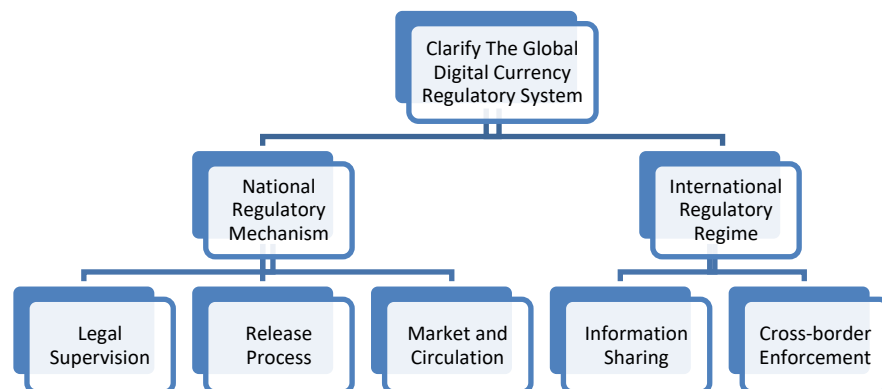 Clarify The Global
Digital Currency
Regulatory System
National
Regulatory
Mechanism
International
Regulatory
Regime
Legal
Supervision
Release
Process
Market and
Circulation
Information
Sharing
Cross-border
Enforcement